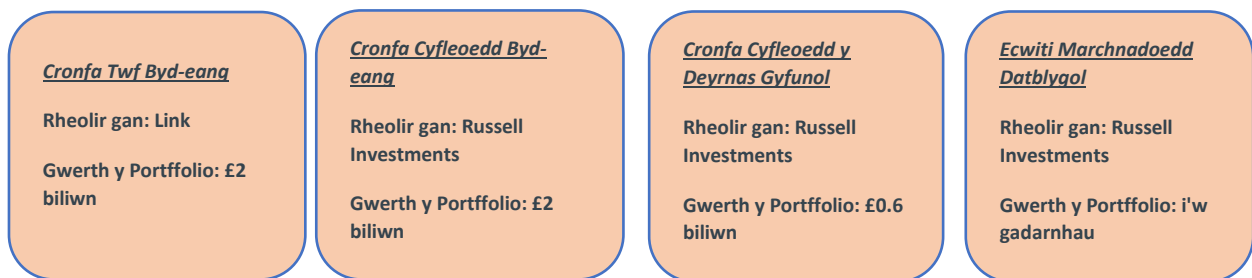 Cronfa Twf Byd-eang
Rheolir gan: Link
Gwerth y Portffolio: £2
biliwn
Cronfa Cyfleoedd Byd-
eang
Rheolir gan: Russell
Investments
Gwerth y Portffolio: £2
biliwn
Cronfa Cyfleoedd y
Deyrnas Gyfunol
Rheolir gan: Russell
Investments
Gwerth y Portffolio: £0.6
biliwn
Ecwiti Marchnadoedd
Datblygol
Rheolir gan: Russell
Investments
Gwerth y Portffolio: i'w
gadarnhau